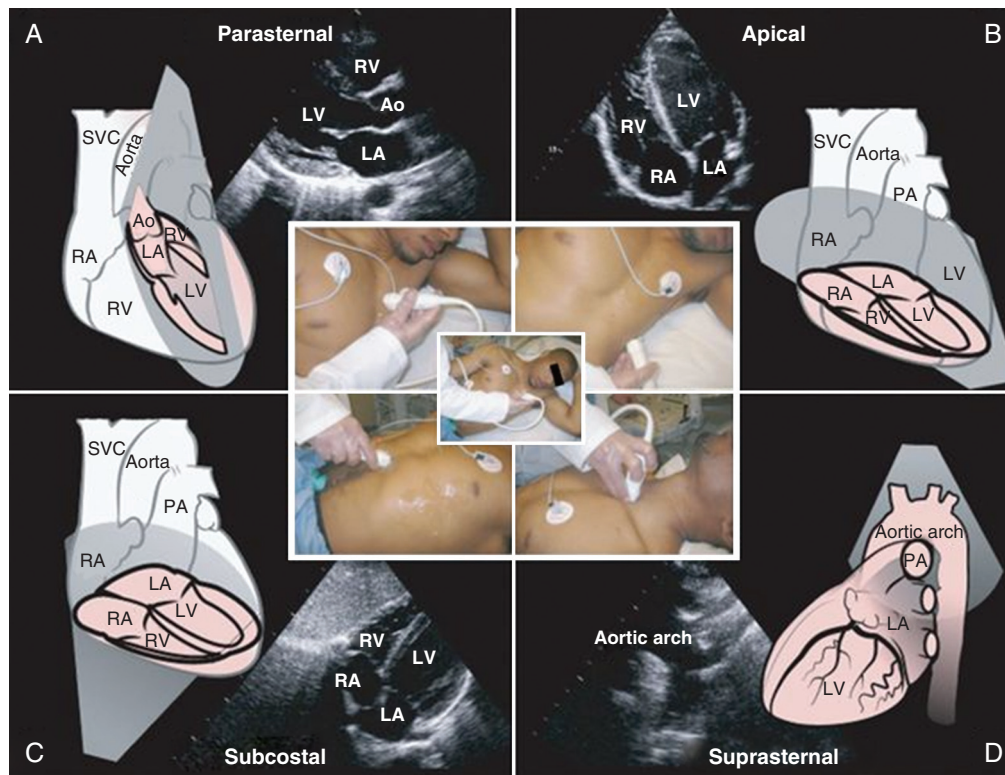 A
Parasternal
RV
LV
Ao
LA
SVC
Aorta
Ao
RV
LA
RA
LV
RV
Apical
B
LV
RV
RA
LA
SVC
Aorta
PA
RA
LV
LA
RA
RV
LV
SVC
Aorta
PA
RA
LA
RA
LV
RV
RV
LV
RA
LA
C
Subcostal
Aortic arch
Aortic arch
PA
LA
LV
Suprasternal
D